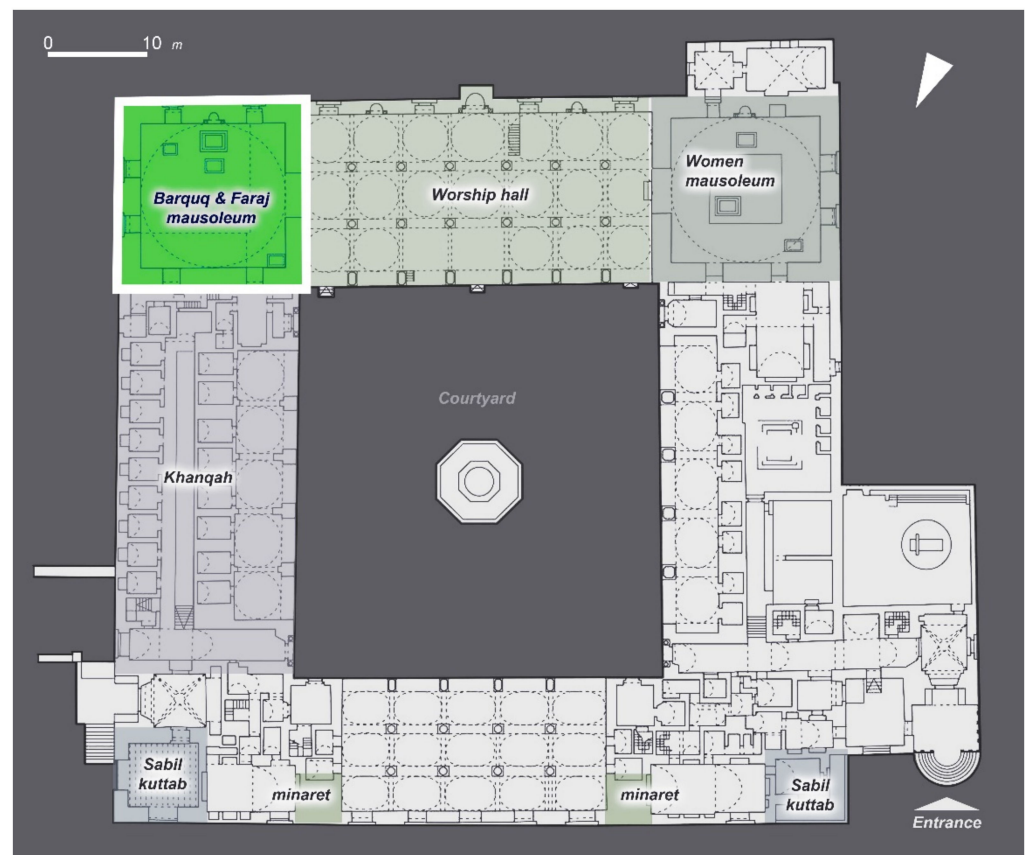 0 10 m
Barquq & Faraj
mausoleum
Worship hall
Women
mausoleum
Courtyard
Khanqah
Sabil
kuttab
minaret
minaret
Sabil
kuttab
Entrance